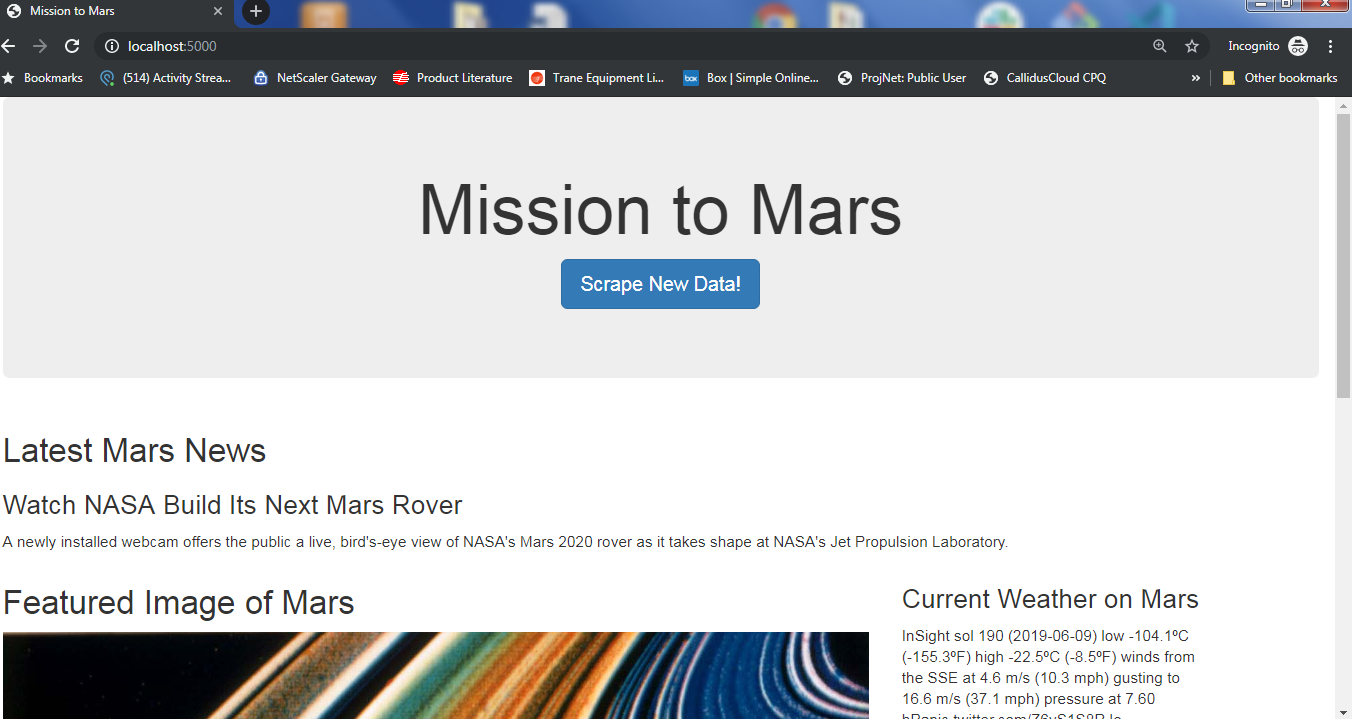 Mission to Mars
localhost:5000
Incognito
Bookmarks
(514) Activity Strea...
NetScaler Gateway
Product Literature
Trane Equipment Li...
box
Box | Simple Online...
ProjNet: Public User
CallidusCloud CPQ
»
Other bookmarks
Mission to Mars
Scrape New Data!
Latest Mars News
Watch NASA Build Its Next Mars Rover
A newly installed webcam offers the public a live, bird's-eye view of NASA's Mars 2020 rover as it takes shape at NASA's Jet Propulsion Laboratory.
Featured Image of Mars
Current Weather on Mars
InSight sol 190 (2019-06-09) low -104.1ºC
(-155.3ºF) high -22.5ºC (-8.5ºF) winds from
the SSE at 4.6 m/s (10.3 mph) gusting to
16.6 m/s (37.1 mph) pressure at 7.60